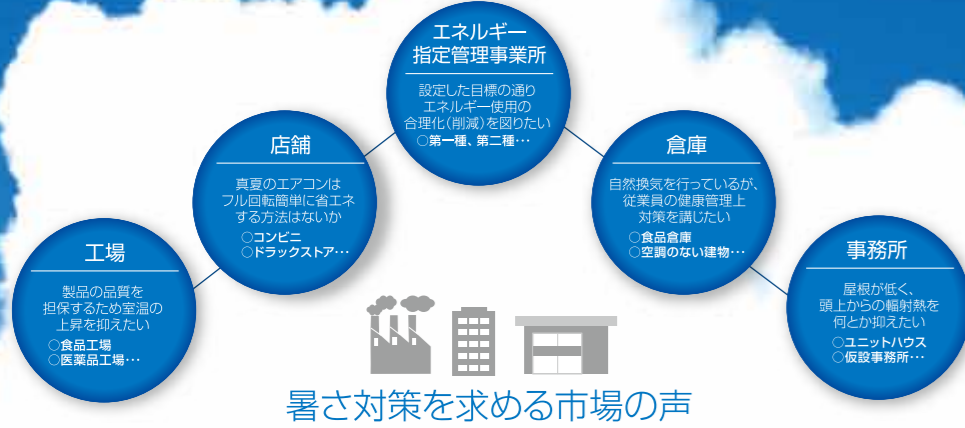 エネルギー
指定管理事業所
設定した目標の通り
エネルギー使用の
合理化(削減)を図りたい
○第一種、第二種…
店舗
真夏のエアコンは
フル回転簡単に省エネ
する方法はないか
○コンビニ
○ドラックストア…
倉庫
自然換気を行っているが、
従業員の健康管理上
対策を講じたい
○食品倉庫
○空調のない建物…
工場
製品の品質を
担保するため室温の
上昇を抑えたい
○食品工場
○医薬品工場…
事務所
屋根が低く、
頭上からの輻射熱を
何とか抑えたい
○ユニットハウス
○仮設事務所…
暑さ対策を求める市場の声